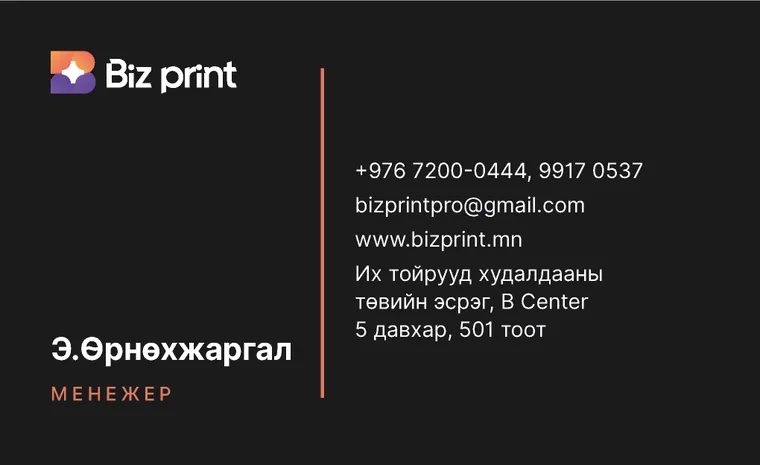 Biz print
+976 7200-0444, 9917 0537
bizprintpro@gmail.com
www.bizprint.mn
Их тойрууд худалдааны
төвийн эсрэг, B Center
5 давхар, 501 тоот
Э.Өрнөхжаргал
МЕНЕЖЕР